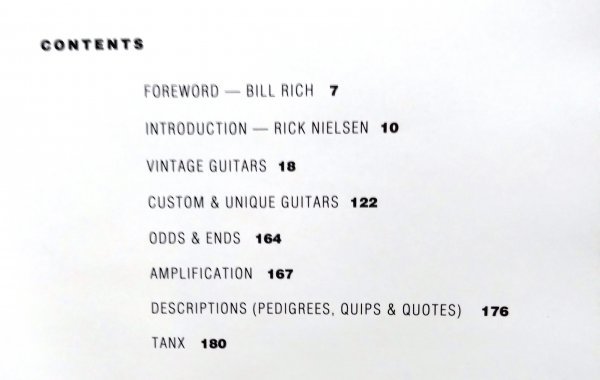 CONTENTS
FOREWORD — BILL RICH 7
INTRODUCTION — RICK NIELSEN 10
VINTAGE GUITARS 18
CUSTOM & UNIQUE GUITARS 122
ODDS & ENDS 164
AMPLIFICATION 167
DESCRIPTIONS (PEDIGREES, QUIPS & QUOTES) 176
TANX 180